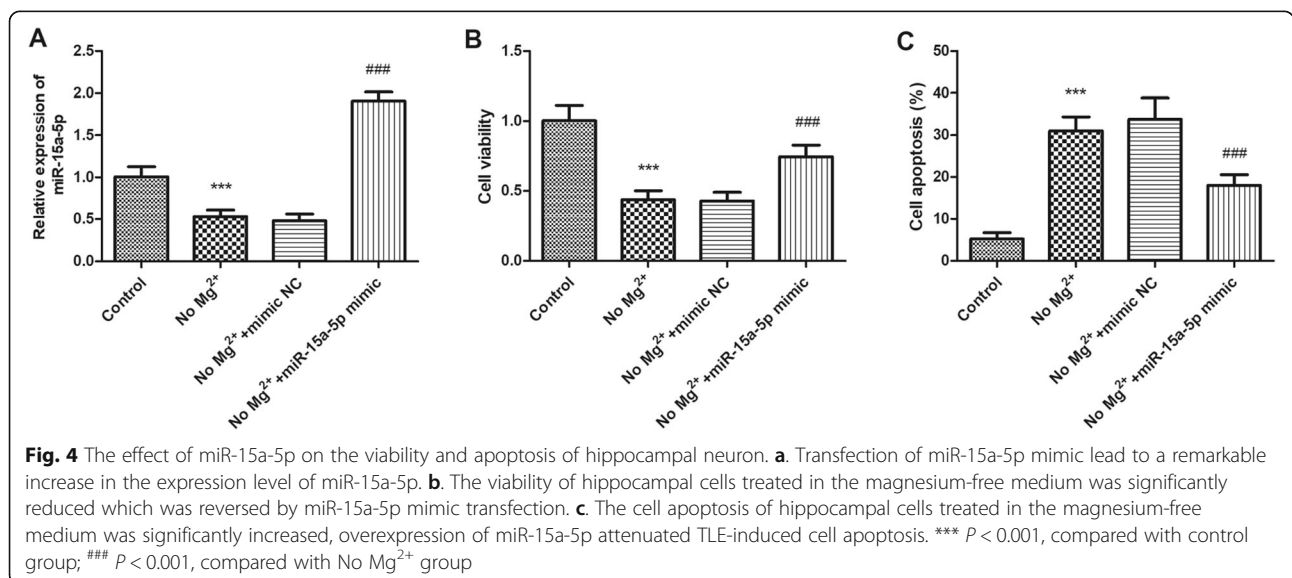 A
Relative expression of
miR-15a-5p
2.5
2.0
1.5
1.0
0.5
0.0
***
###
Control
No Mg²⁺
No Mg²⁺ +mimic NC
No Mg²⁺ +miR-15a-5p mimic
B
Cell viability
1.5
1.0
0.5
0.0
***
###
Control
No Mg²⁺
No Mg²⁺ +mimic NC
No Mg²⁺ +miR-15a-5p mimic
C
Cell apoptosis (%)
50
40
30
20
10
0
***
###
Control
No Mg²⁺
No Mg²⁺ +mimic NC
No Mg²⁺ +miR-15a-5p mimic
Fig. 4 The effect of miR-15a-5p on the viability and apoptosis of hippocampal neuron. a. Transfection of miR-15a-5p mimic lead to a remarkable
increase in the expression level of miR-15a-5p. b. The viability of hippocampal cells treated in the magnesium-free medium was significantly
reduced which was reversed by miR-15a-5p mimic transfection. c. The cell apoptosis of hippocampal cells treated in the magnesium-free
medium was significantly increased, overexpression of miR-15a-5p attenuated TLE-induced cell apoptosis. *** P < 0.001, compared with control
group; ### P < 0.001, compared with No Mg²⁺ group